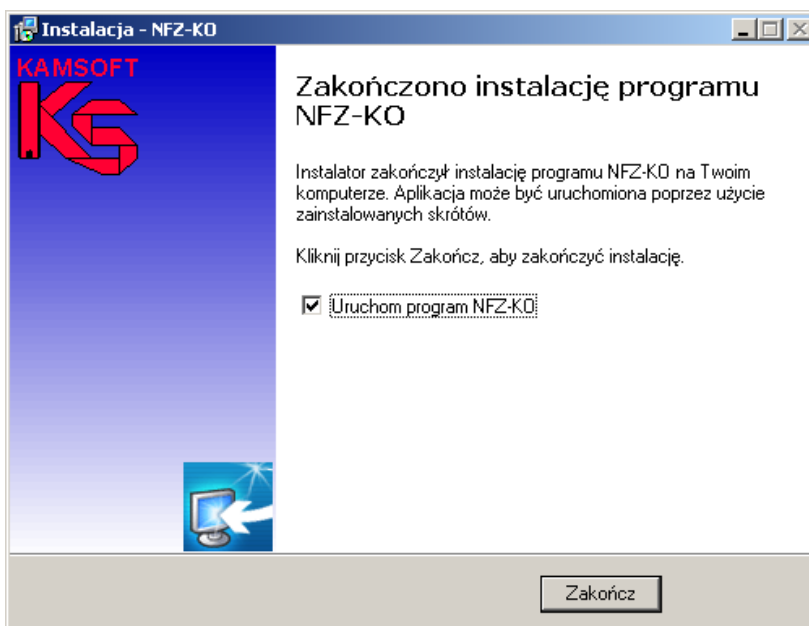 Instalacja - NFZ-KO
KAMSOFT
KS
Zakończono instalację programu
NFZ-KO
Instalator zakończył instalację programu NFZ-KO na Twoim
komputerze. Aplikacja może być uruchomiona poprzez użycie
zainstalowanych skrótów.
Kliknij przycisk Zakończ, aby zakończyć instalację.
Uruchom program NFZ-KO
Zakończ